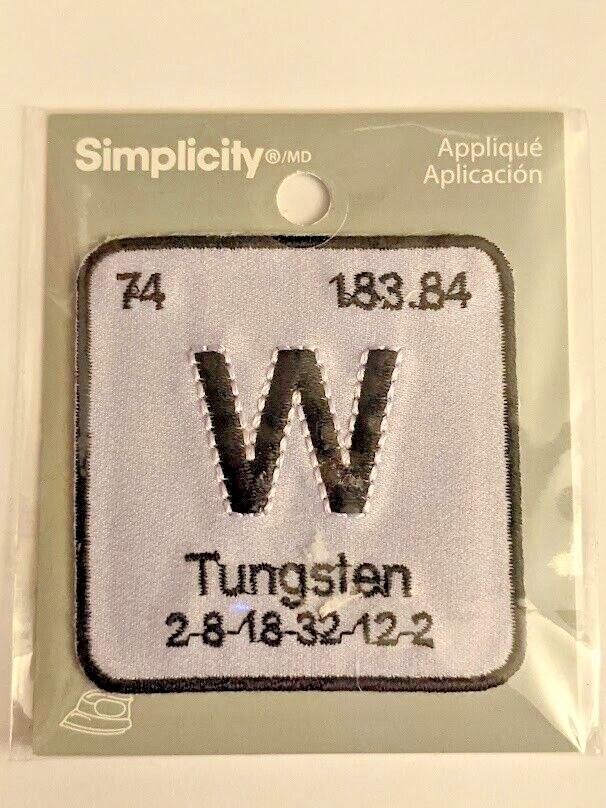 Simplicity®/MD
Appliqué
Aplicación
74
183.84
W
Tungsten
2-8-18-32-12-2